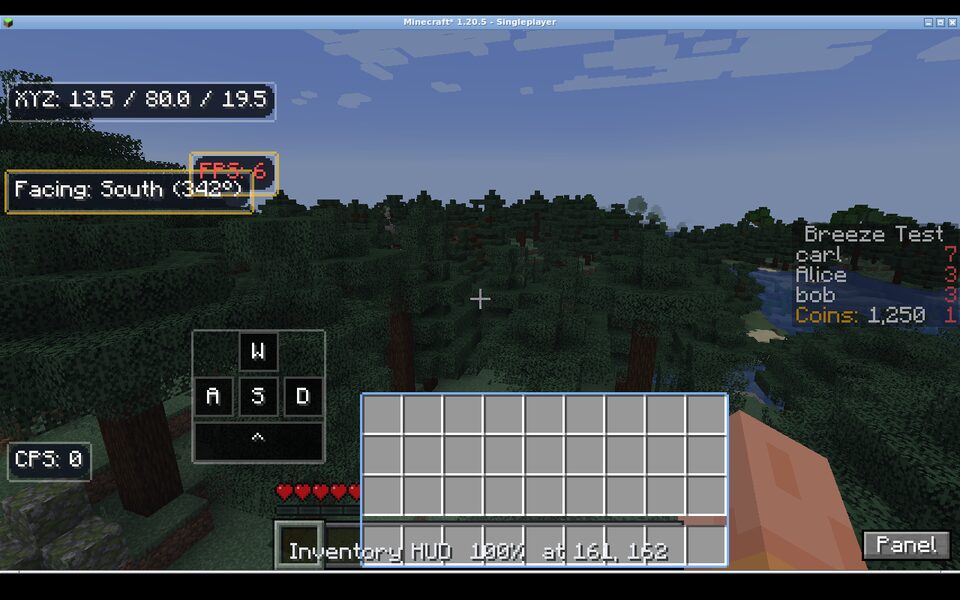 Minecraft* 1.20.5 - Singleplayer
XYZ: 13.5 / 80.0 / 19.5
FPS: 6
Facing: South (342°)
Breeze Test
carl 7
Alice 3
bob 3
Coins: 1,250 1
W
A S D
^
CPS: 0
Inventory HUD 100% at 161, 162
Panel